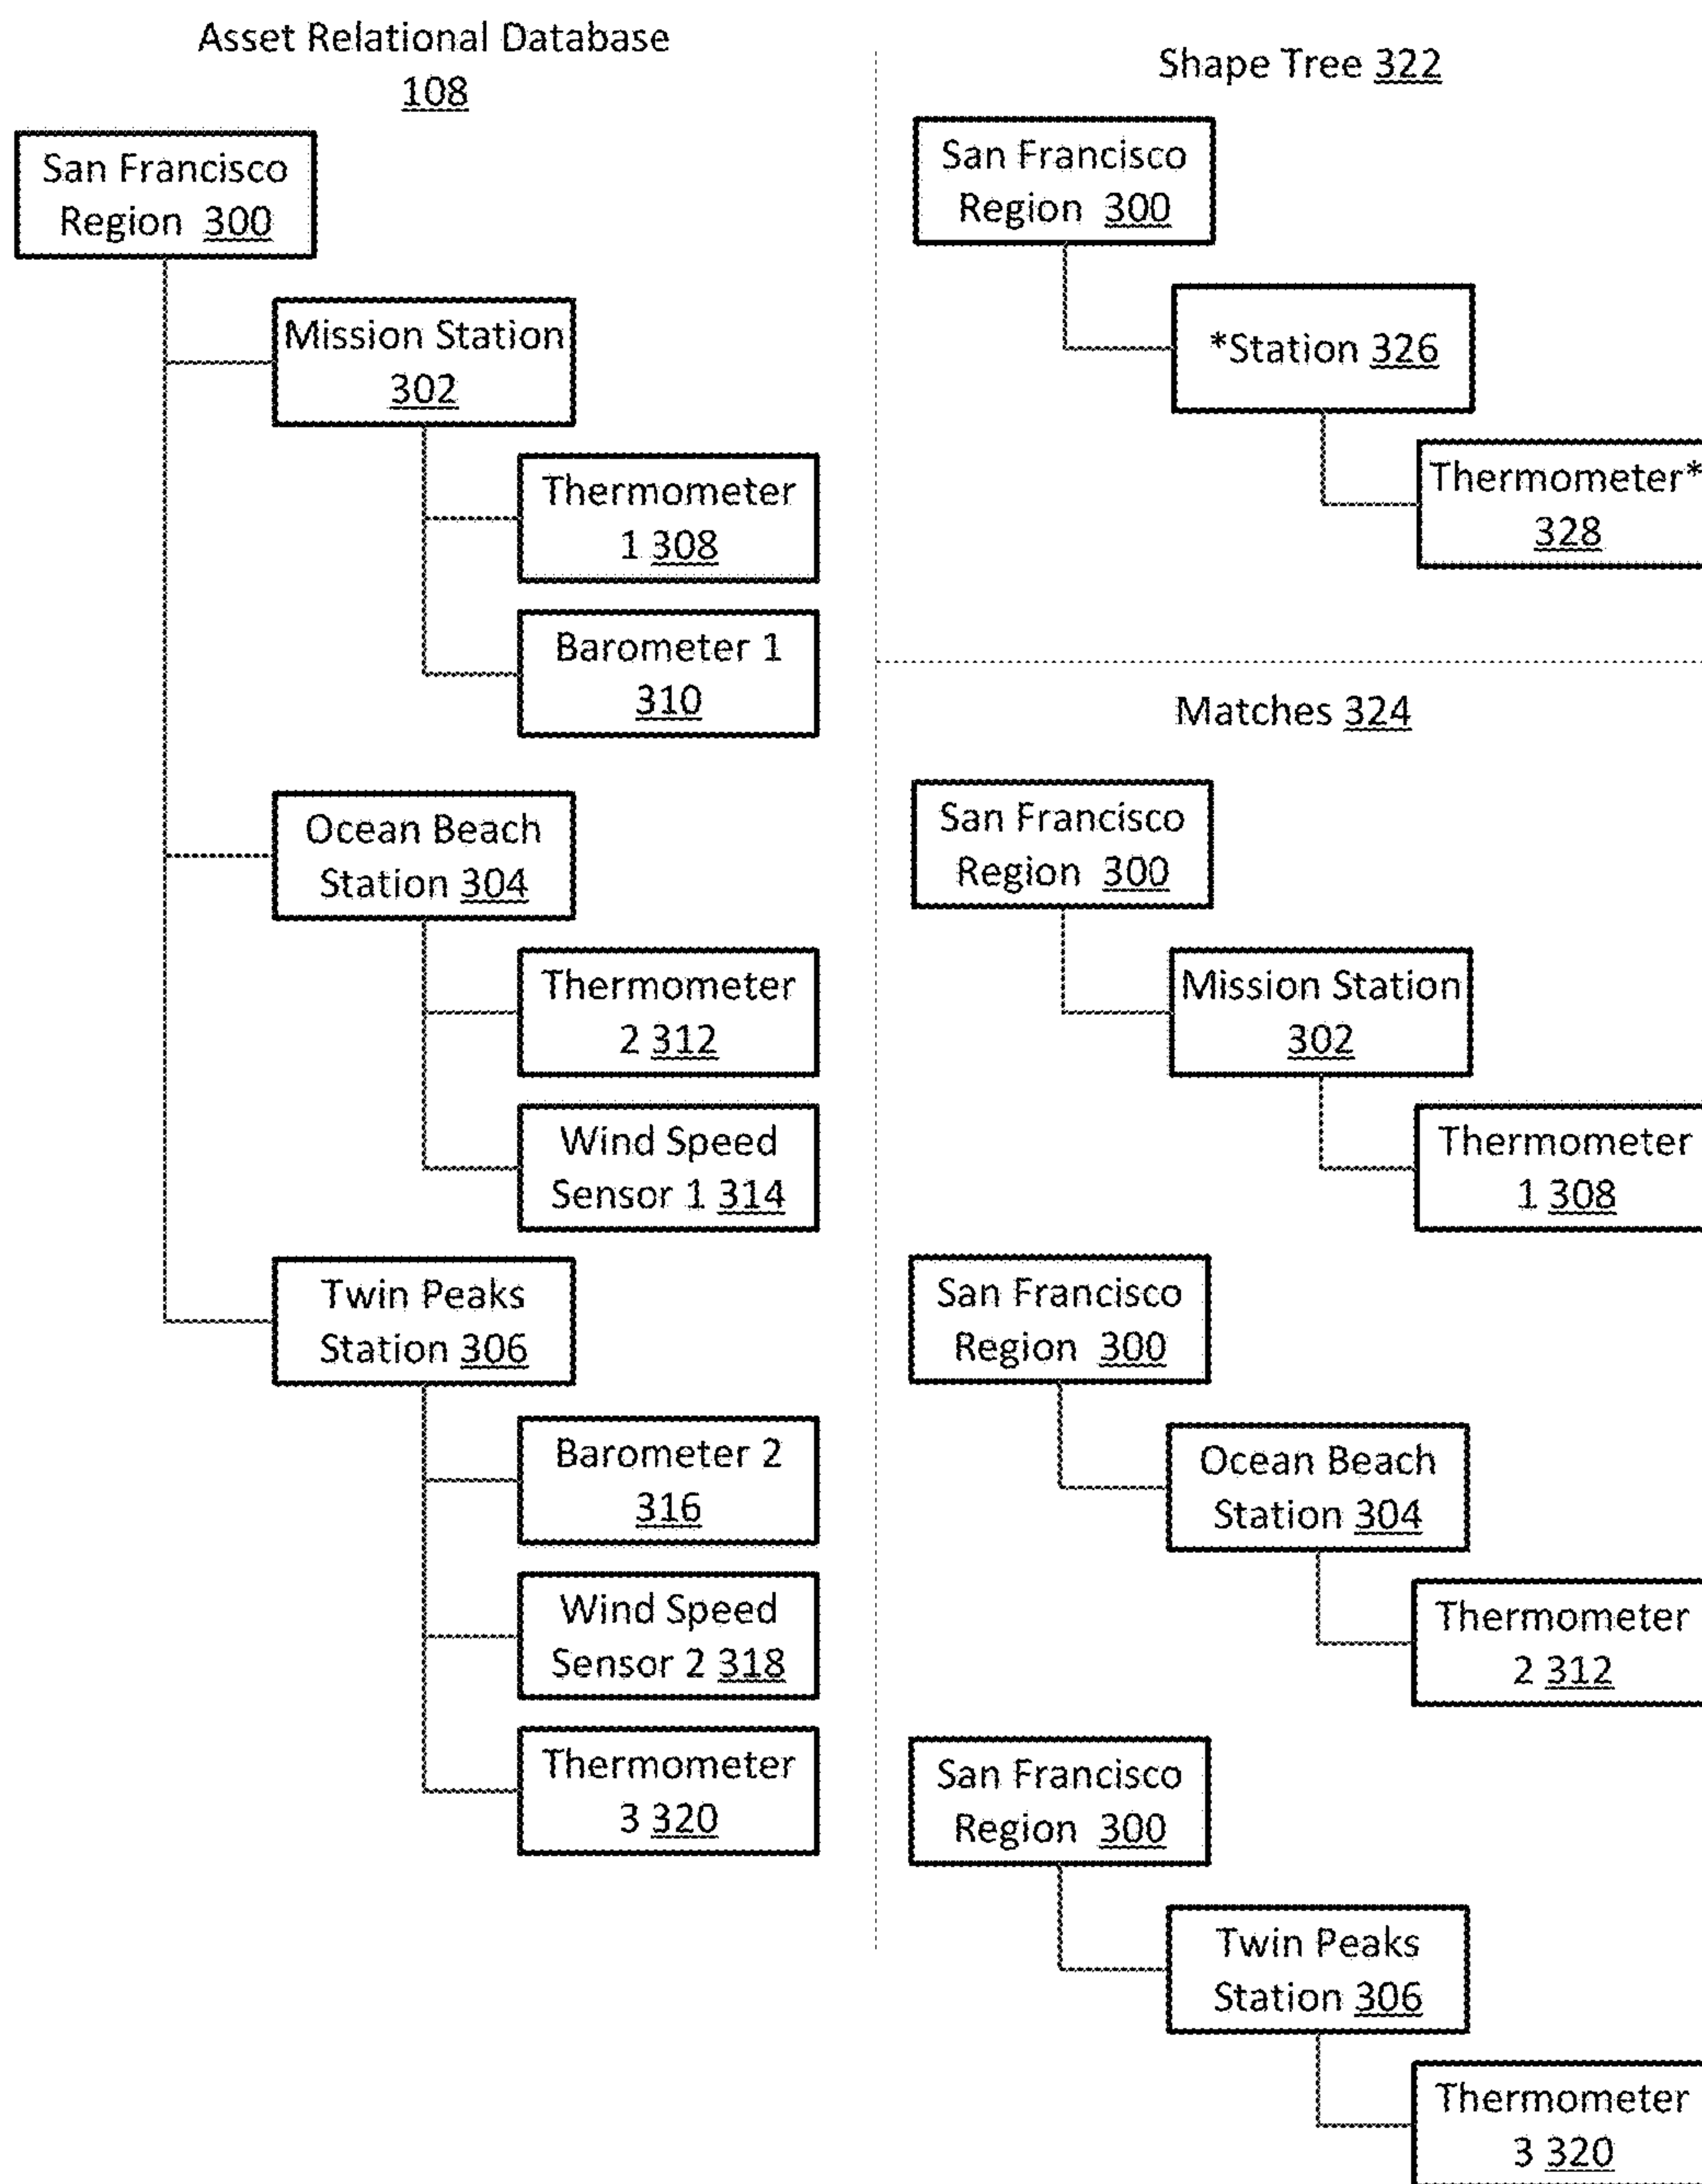 Asset Relational Database
108
San Francisco
Region 300
Mission Station
302
Thermometer
1 308
Barometer 1
310
Ocean Beach
Station 304
Thermometer
2 312
Wind Speed
Sensor 1 314
Twin Peaks
Station 306
Barometer 2
316
Wind Speed
Sensor 2 318
Thermometer
3 320
Shape Tree 322
San Francisco
Region 300
*Station 326
Thermometer*
328
Matches 324
San Francisco
Region 300
Mission Station
302
Thermometer
1 308
San Francisco
Region 300
Ocean Beach
Station 304
Thermometer
2 312
San Francisco
Region 300
Twin Peaks
Station 306
Thermometer
3 320